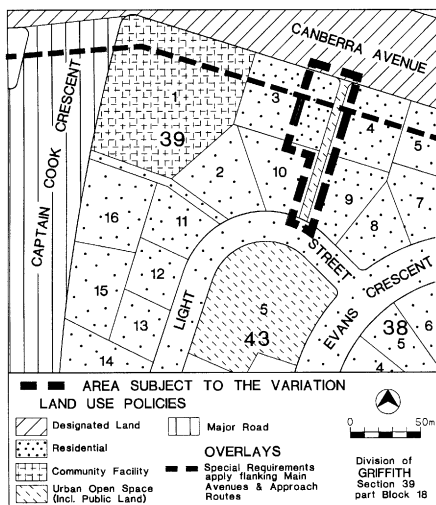 CANBERRA AVENUE
CAPTAIN COOK CRESCENT
1
39
3
4
5
2
10
9
7
8
16
11
12
15
13
14
LIGHT
STREET
EVANS CRESCENT
5
43
38
6
5
4
AREA SUBJECT TO THE VARIATION
LAND USE POLICIES
Designated Land
Major Road
Residential
Community Facility
Urban Open Space
(Incl. Public Land)
OVERLAYS
Special Requirements
apply flanking Main
Avenues & Approach
Routes
0 50m
Division of
GRIFFITH
Section 39
part Block 18